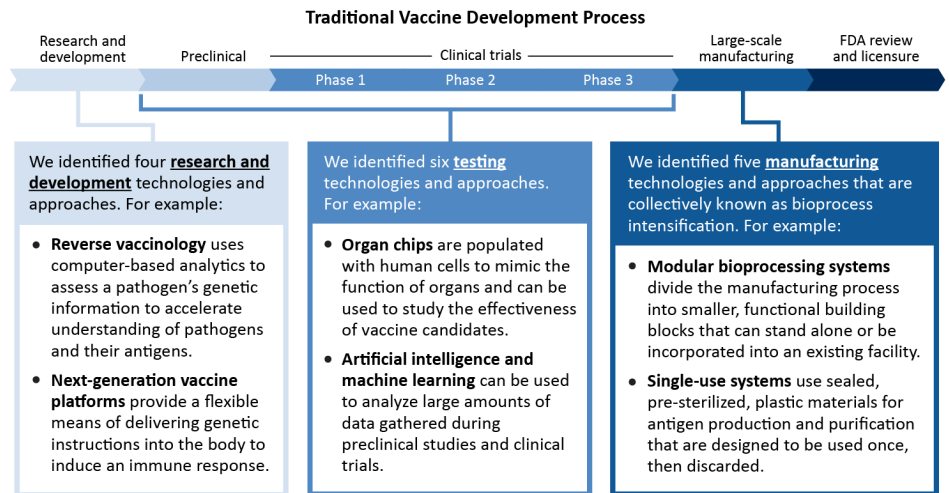 Traditional Vaccine Development Process
Research and
development
Preclinical
Clinical trials
Large-scale
manufacturing
FDA review
and licensure
Phase 1
Phase 2
Phase 3
We identified four research and
development technologies and
approaches. For example:
• Reverse vaccinology uses
computer-based analytics to
assess a pathogen’s genetic
information to accelerate
understanding of pathogens
and their antigens.
• Next-generation vaccine
platforms provide a flexible
means of delivering genetic
instructions into the body to
induce an immune response.
We identified six testing
technologies and approaches.
For example:
• Organ chips are populated
with human cells to mimic the
function of organs and can be
used to study the effectiveness
of vaccine candidates.
• Artificial intelligence and
machine learning can be used
to analyze large amounts of
data gathered during
preclinical studies and clinical
trials.
We identified five manufacturing
technologies and approaches that are
collectively known as bioprocess
intensification. For example:
• Modular bioprocessing systems
divide the manufacturing process
into smaller, functional building
blocks that can stand alone or be
incorporated into an existing facility.
• Single-use systems use sealed,
pre-sterilized, plastic materials for
antigen production and purification
that are designed to be used once,
then discarded.